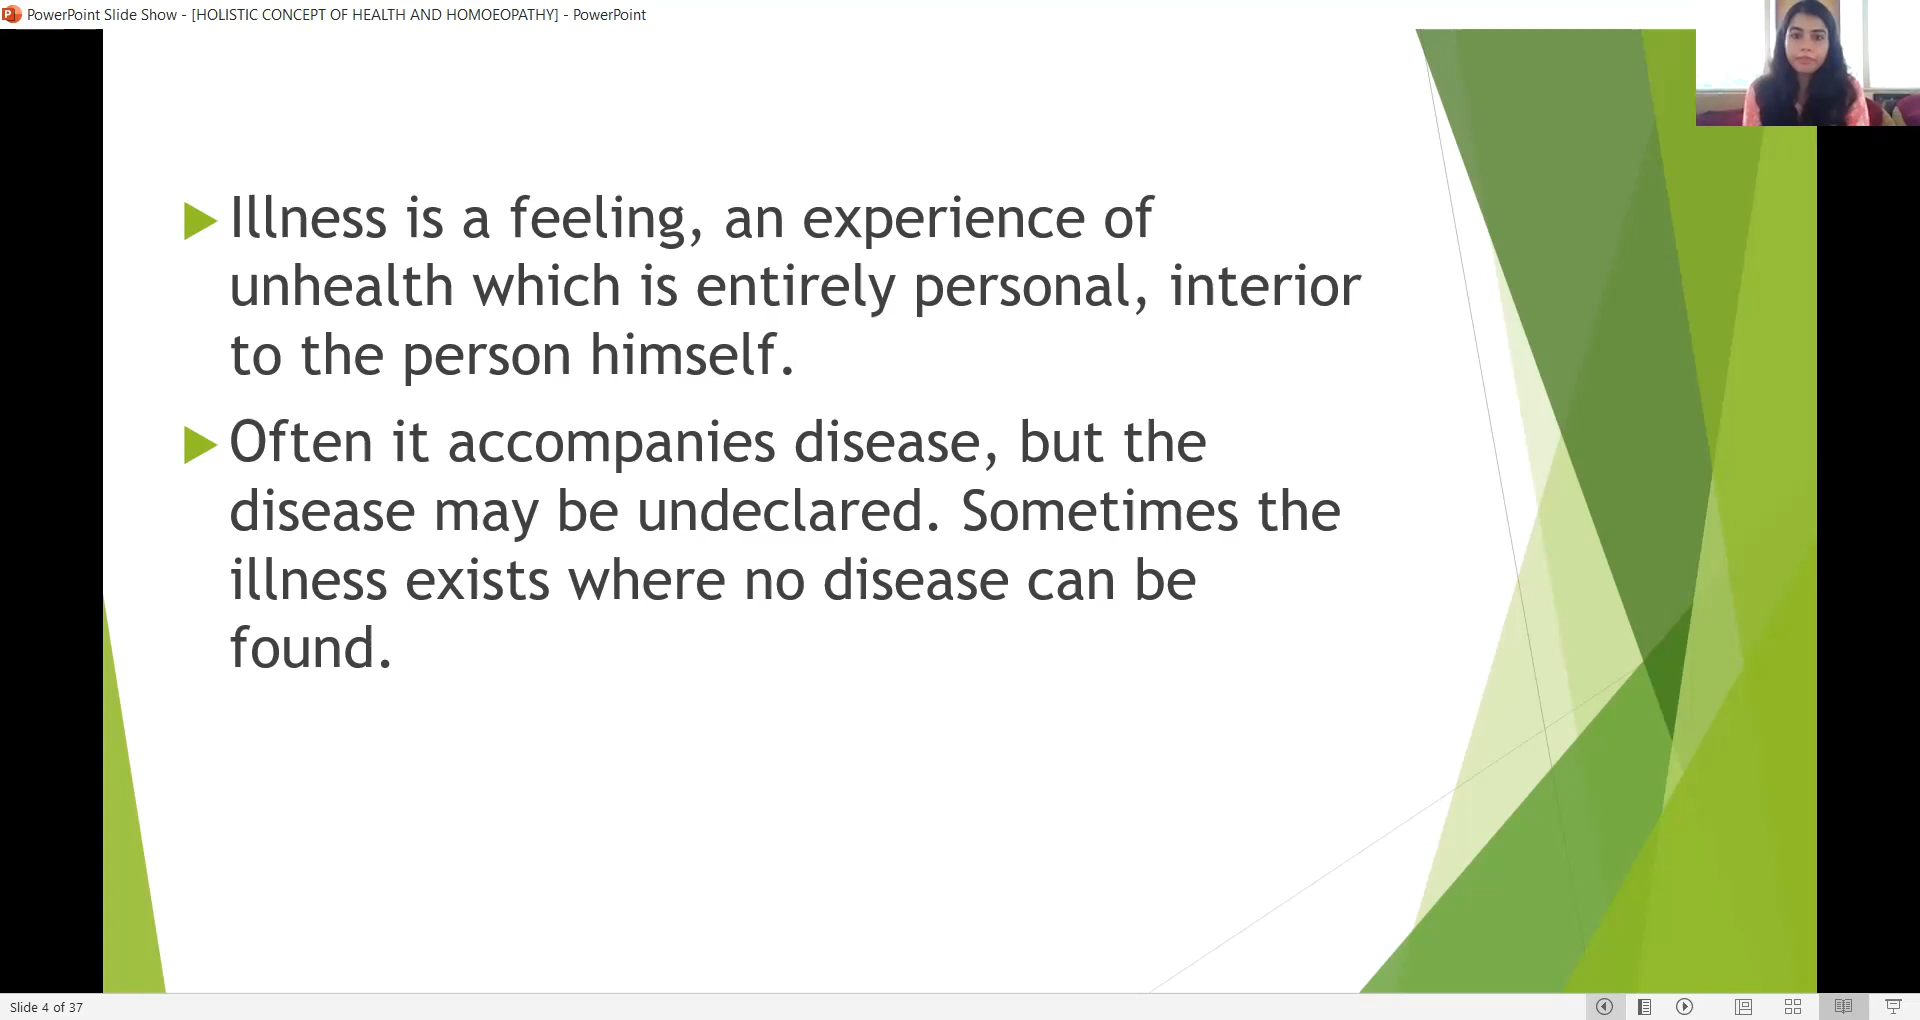 PowerPoint Slide Show - [HOLISTIC CONCEPT OF HEALTH AND HOMOEOPATHY] - PowerPoint
Illness is a feeling, an experience of
unhealth which is entirely personal, interior
to the person himself.
Often it accompanies disease, but the
disease may be undeclared. Sometimes the
illness exists where no disease can be
found.
Slide 4 of 37